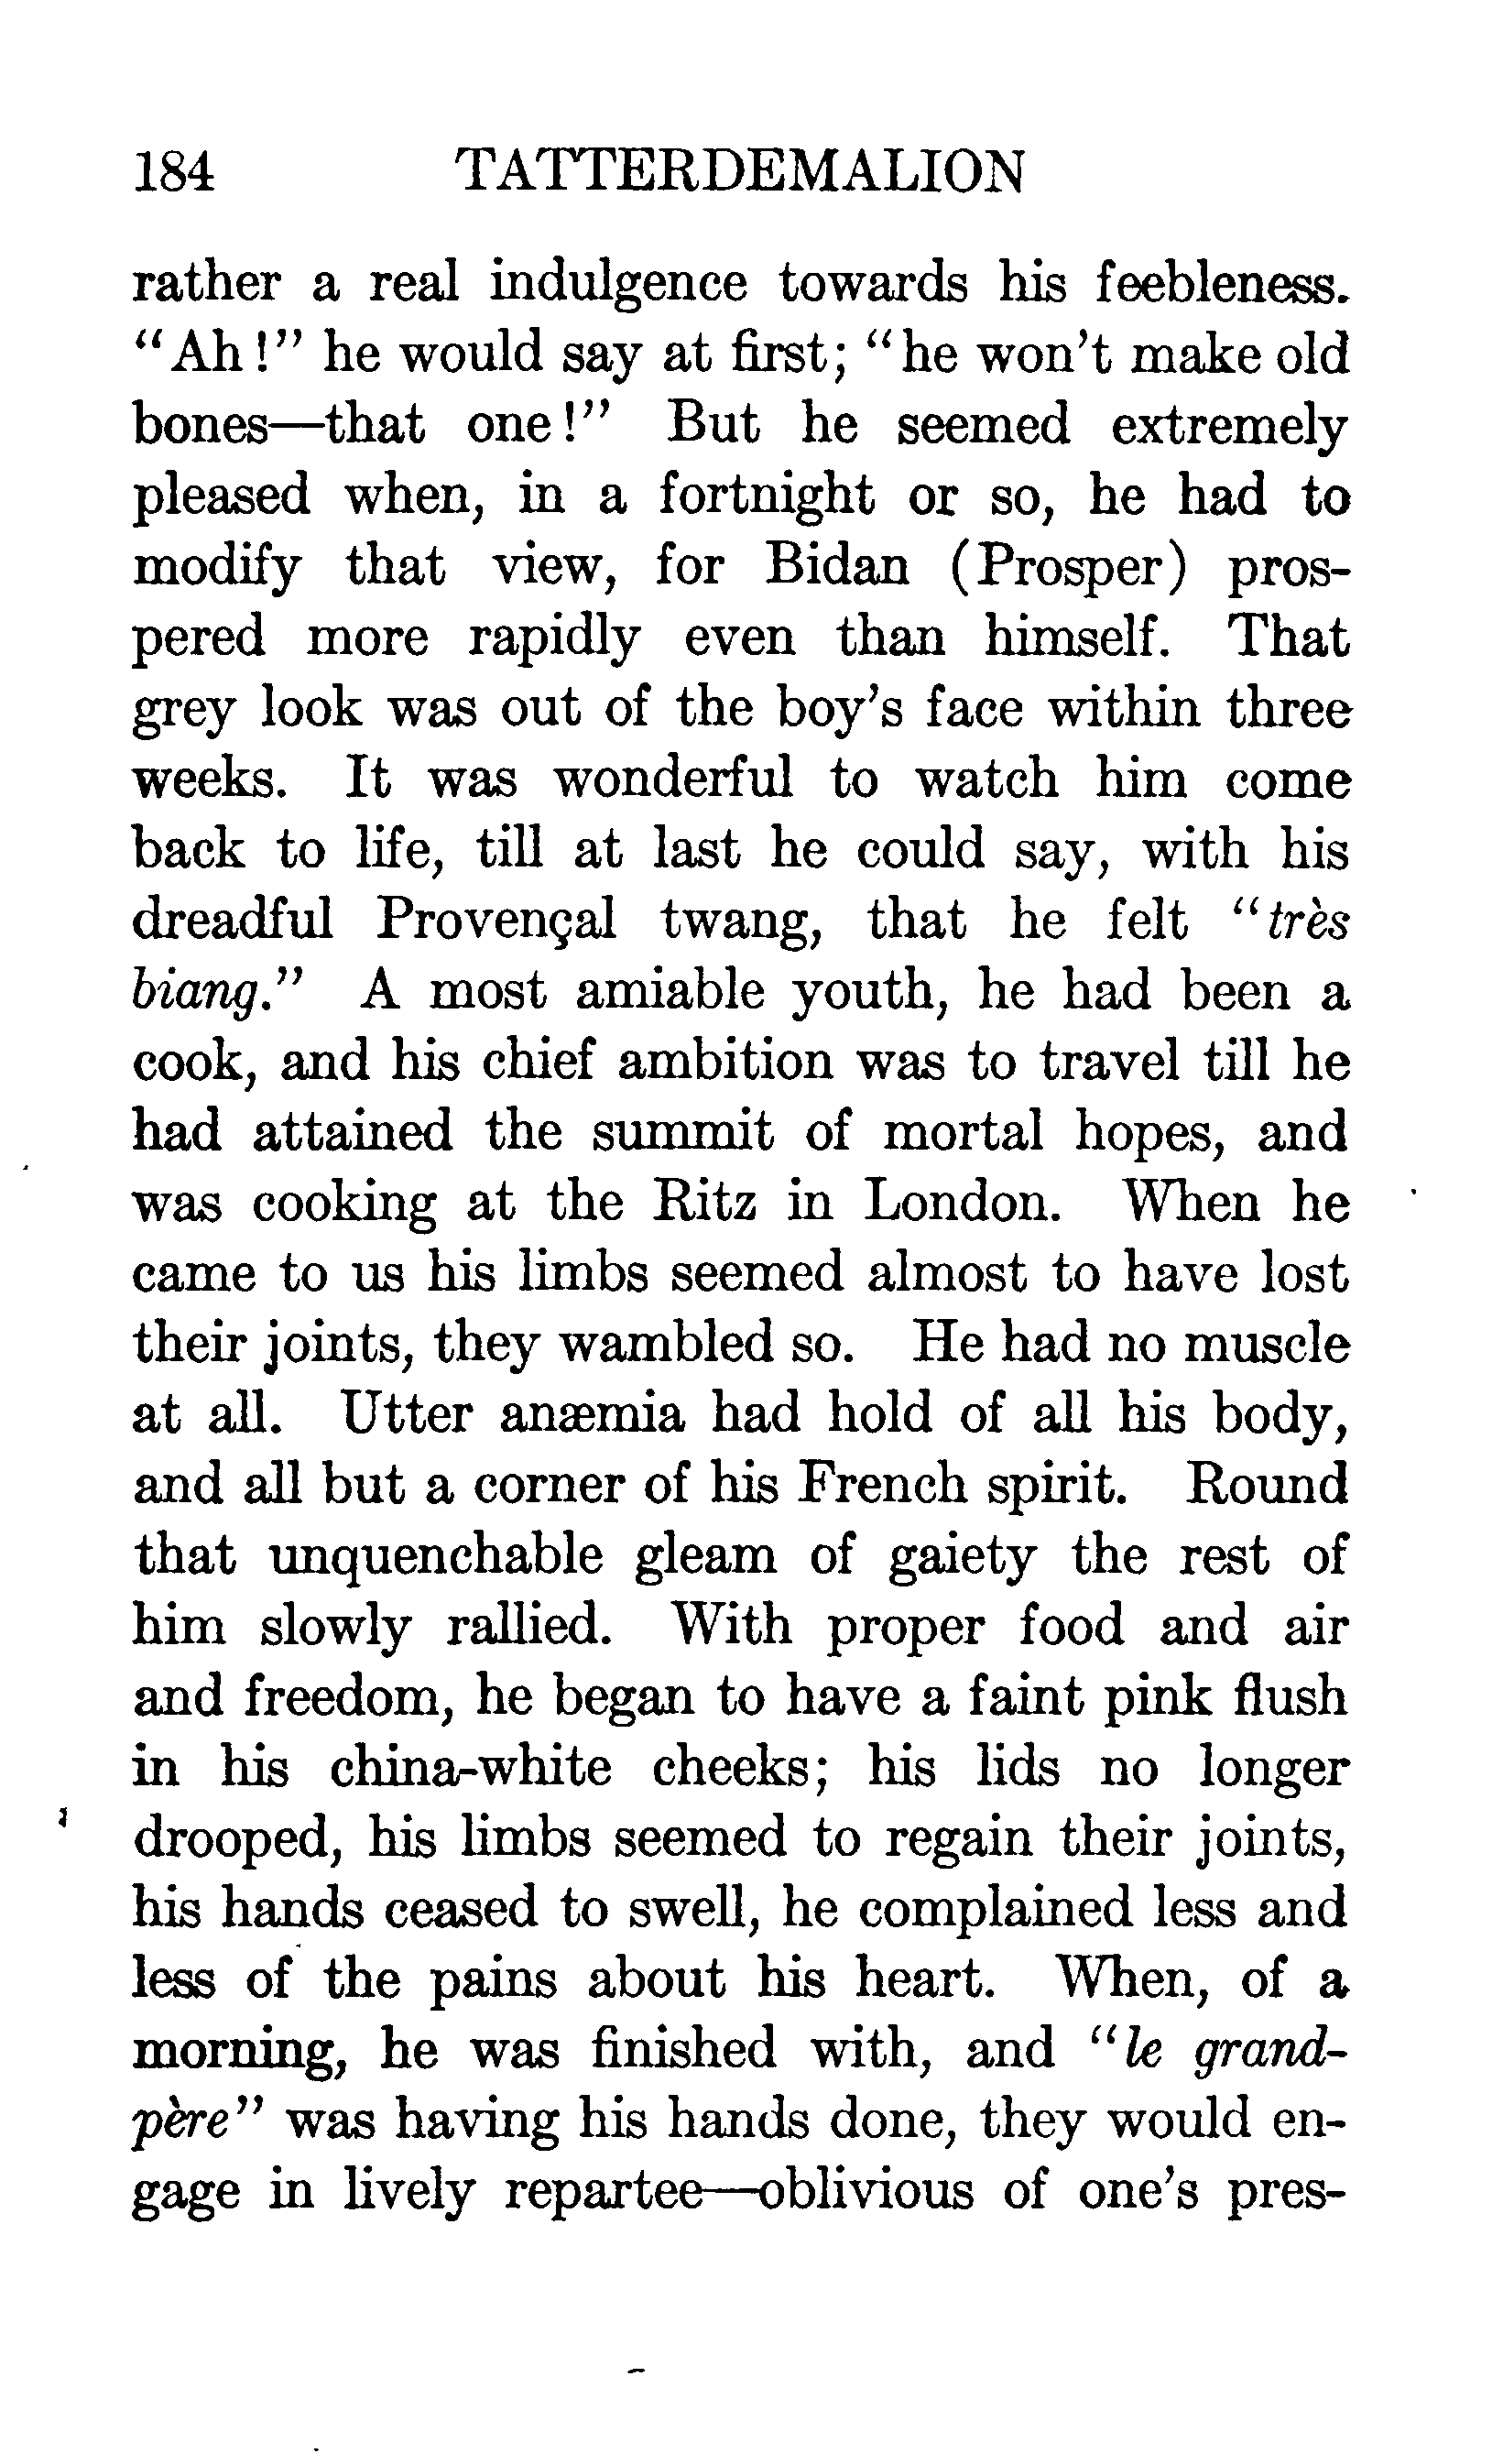 184 TATTERDEMALION
rather a real indulgence towards his feebleness.
"Ah!" he would say at first; "he won't make old
bones—that one!" But he seemed extremely
pleased when, in a fortnight or so, he had to
modify that view, for Bidan (Prosper) pros-
pered more rapidly even than himself. That
grey look was out of the boy's face within three
weeks. It was wonderful to watch him come
back to life, till at last he could say, with his
dreadful Provençal twang, that he felt "très
biang." A most amiable youth, he had been a
cook, and his chief ambition was to travel till he
had attained the summit of mortal hopes, and
was cooking at the Ritz in London. When he
came to us his limbs seemed almost to have lost
their joints, they wambled so. He had no muscle
at all. Utter anæmia had hold of all his body,
and all but a corner of his French spirit. Round
that unquenchable gleam of gaiety the rest of
him slowly rallied. With proper food and air
and freedom, he began to have a faint pink flush
in his china-white cheeks; his lids no longer
drooped, his limbs seemed to regain their joints,
his hands ceased to swell, he complained less and
less of the pains about his heart. When, of a
morning, he was finished with, and "le grand-
père" was having his hands done, they would en-
gage in lively repartee—oblivious of one's pres-